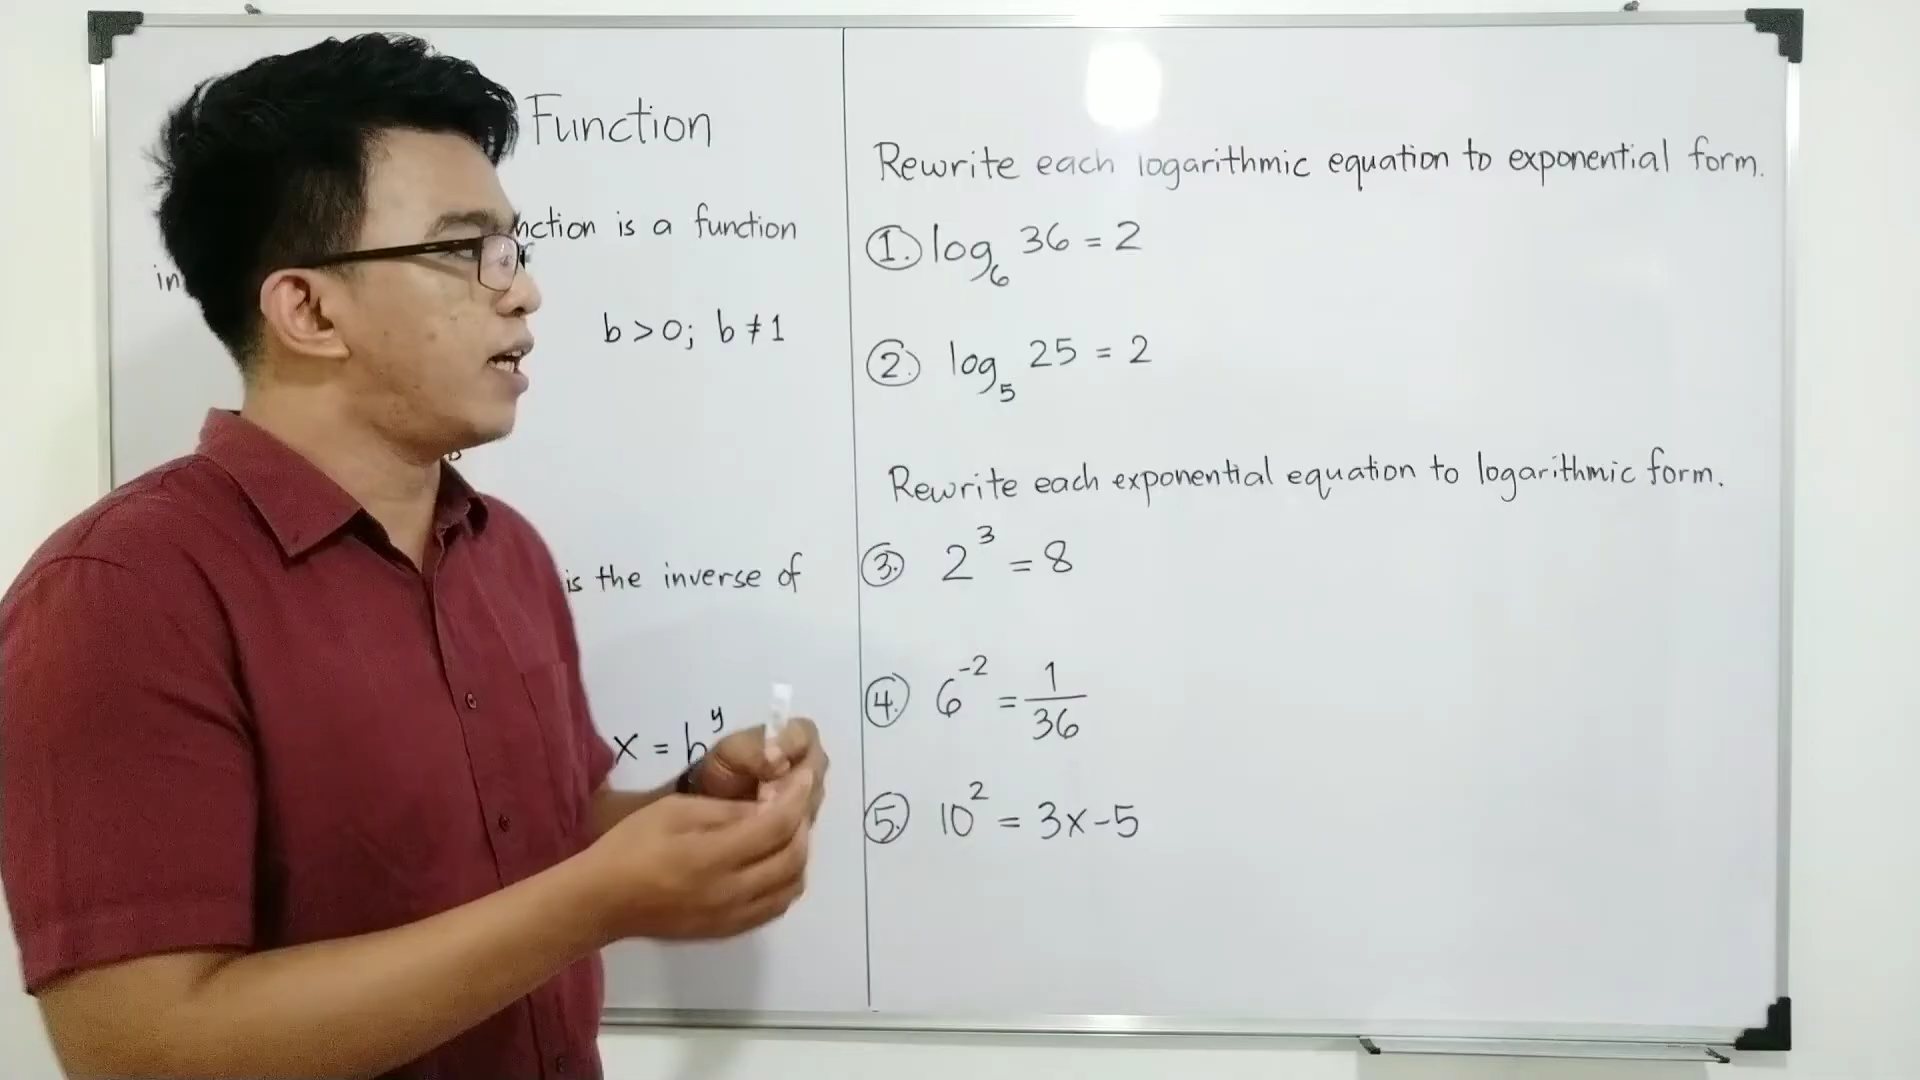 Function
is a function
in
b > 0; b ≠ 1
is the inverse of
x = b^y
Rewrite each logarithmic equation to exponential form.
1. log₆ 36 = 2
2. log₅ 25 = 2
Rewrite each exponential equation to logarithmic form.
3. 2³ = 8
4. 6⁻² = 1/36
5. 10² = 3x-5